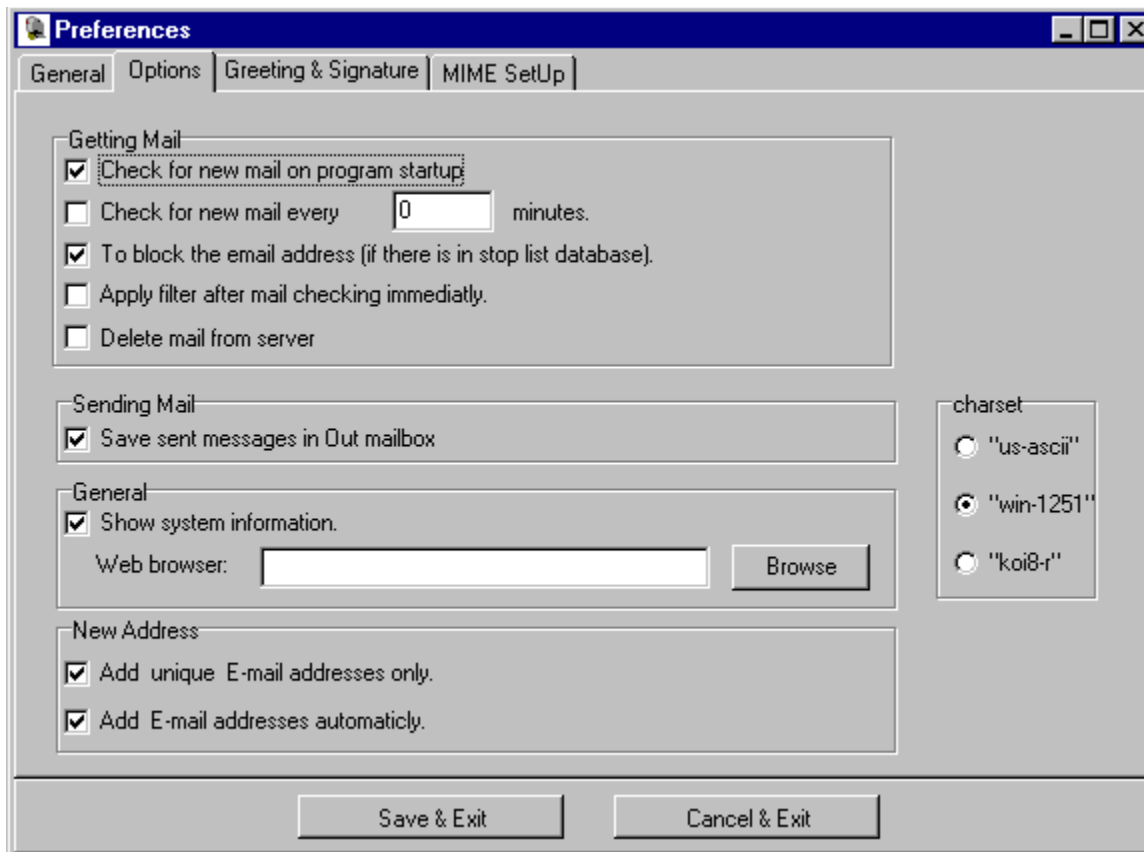 Preferences
General Options Greeting & Signature MIME SetUp
Getting Mail
Check for new mail on program startup
Check for new mail every 0 minutes.
To block the email address (if there is in stop list database).
Apply filter after mail checking immediatly.
Delete mail from server
Sending Mail
Save sent messages in Out mailbox
General
Show system information.
Web browser: Browse
New Address
Add unique E-mail addresses only.
Add E-mail addresses automaticly.
charset
"us-ascii"
"win-1251"
"koi8-r"
Save & Exit Cancel & Exit